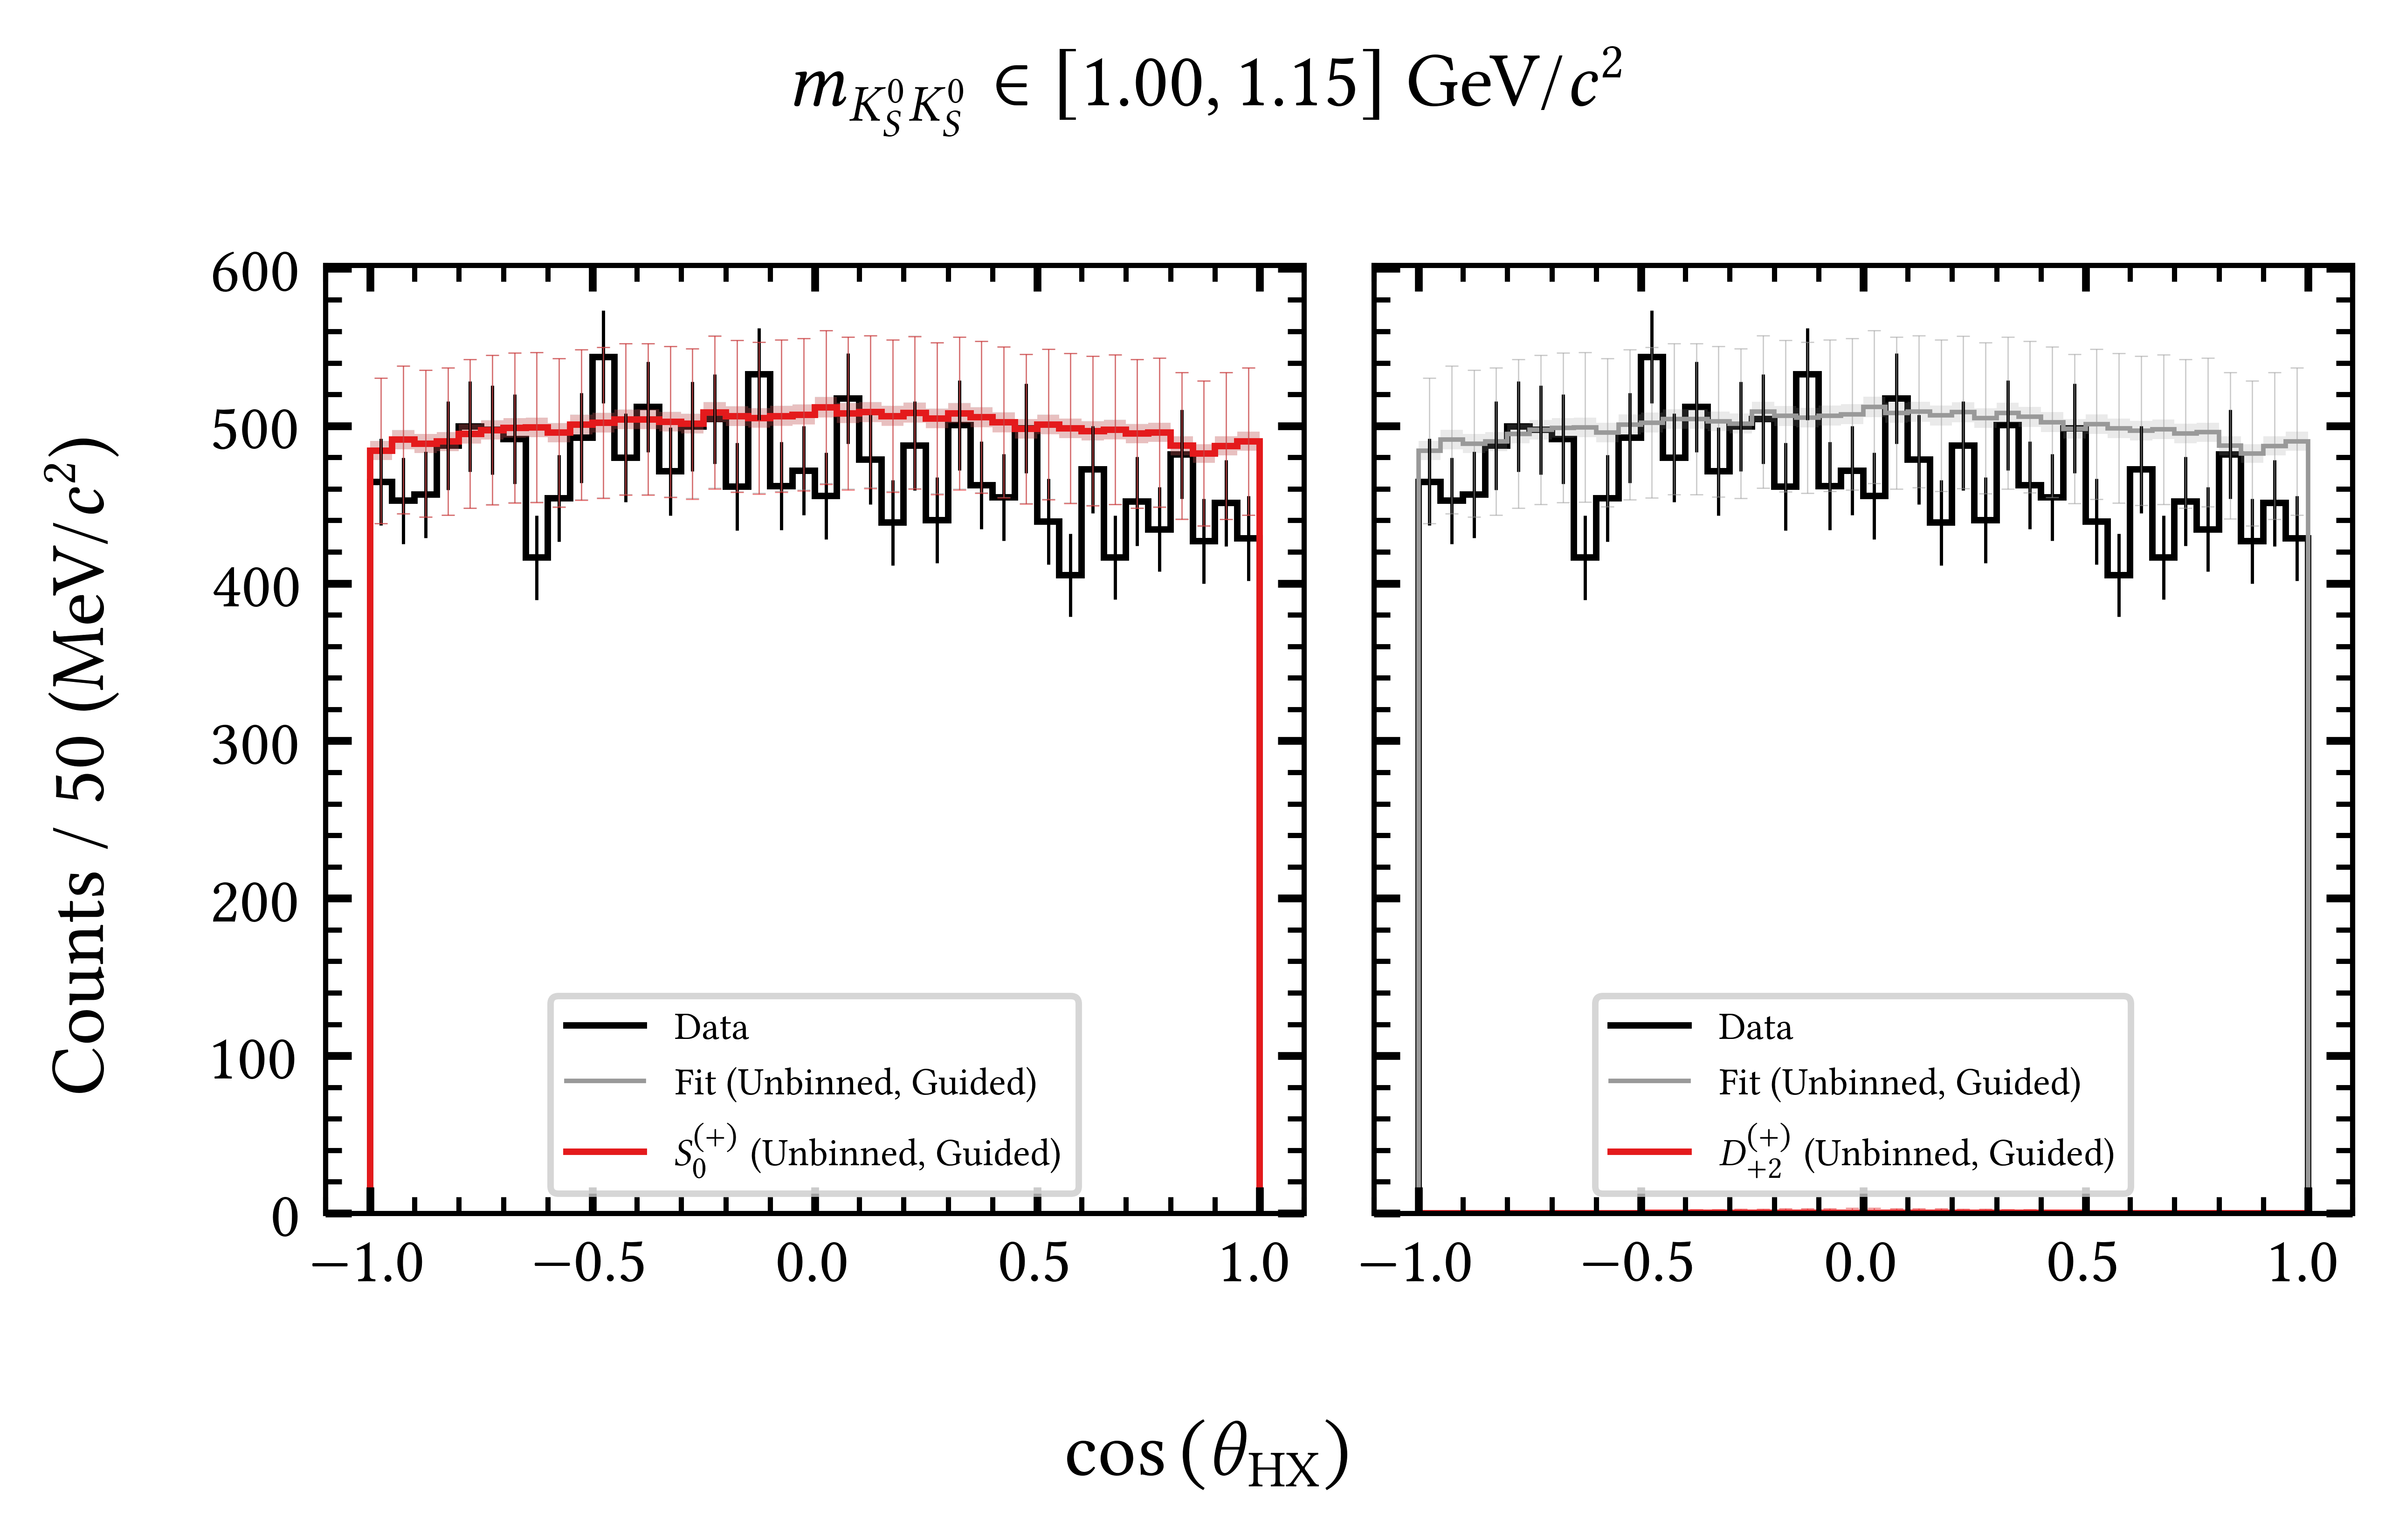 m_{K_S^0 K_S^0} ∈ [1.00, 1.15] GeV/c²
Counts / 50 (MeV/c²)
600
500
400
300
200
100
0
Data
Fit (Unbinned, Guided)
S_0^{(+)} (Unbinned, Guided)
Data
Fit (Unbinned, Guided)
D_{+2}^{(+)} (Unbinned, Guided)
−1.0 −0.5 0.0 0.5 1.0
−1.0 −0.5 0.0 0.5 1.0
cos (θ_{HX})